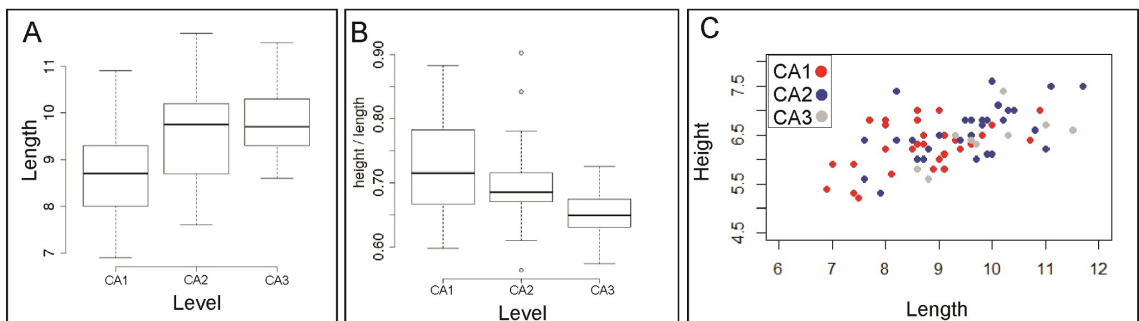 A
Length
7
8
9
10
11
CA1
CA2
CA3
Level
B
height / length
0.60
0.70
0.80
0.90
CA1
CA2
CA3
Level
C
CA1
CA2
CA3
Height
4.5
5.5
6.5
7.5
6
7
8
9
10
11
12
Length